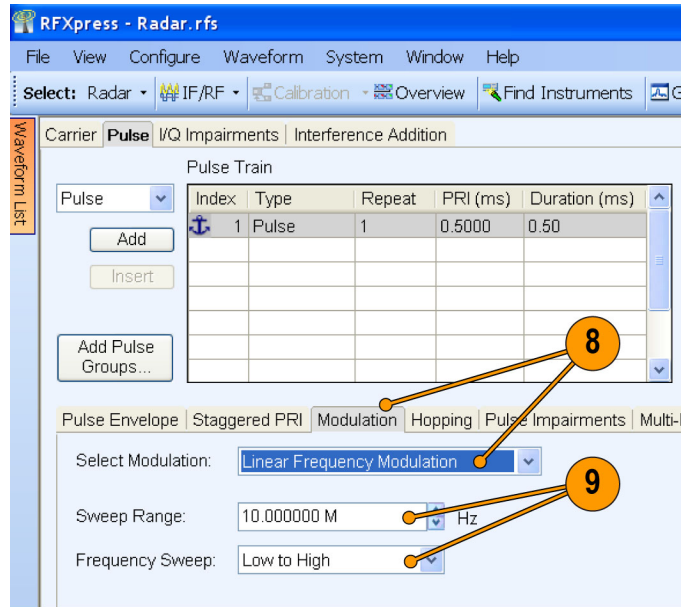 RFXpress - Radar.rfs
File View Configure Waveform System Window Help
Select: Radar IF/RF Calibration Overview Find Instruments G
Waveform List
Carrier Pulse I/Q Impairments Interference Addition
Pulse Train
Pulse
Index Type Repeat PRI (ms) Duration (ms)
1 Pulse 1 0.5000 0.50
Add
Insert
Add Pulse
Groups...
8
Pulse Envelope Staggered PRI Modulation Hopping Pulse Impairments Multi-
Select Modulation: Linear Frequency Modulation
9
Sweep Range: 10.000000 M Hz
Frequency Sweep: Low to High